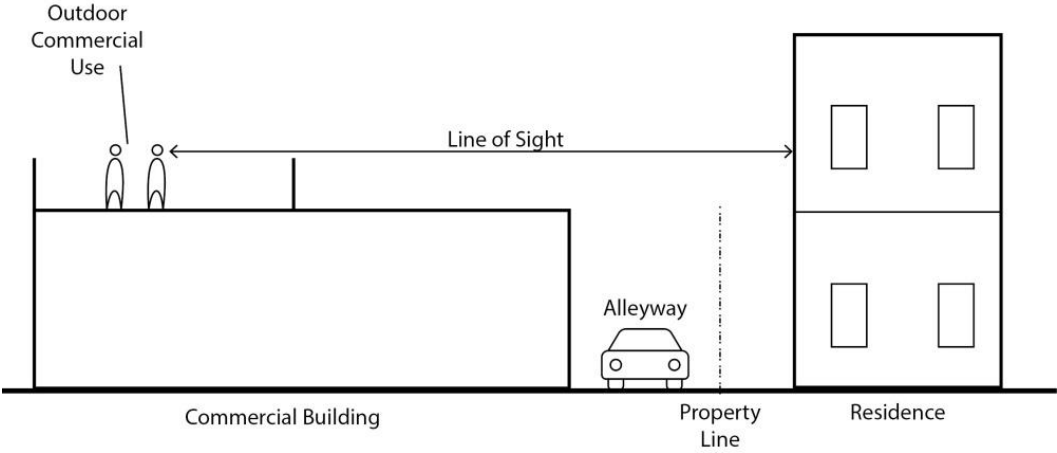 Outdoor
Commercial
Use
Line of Sight
Alleyway
Commercial Building
Property
Line
Residence